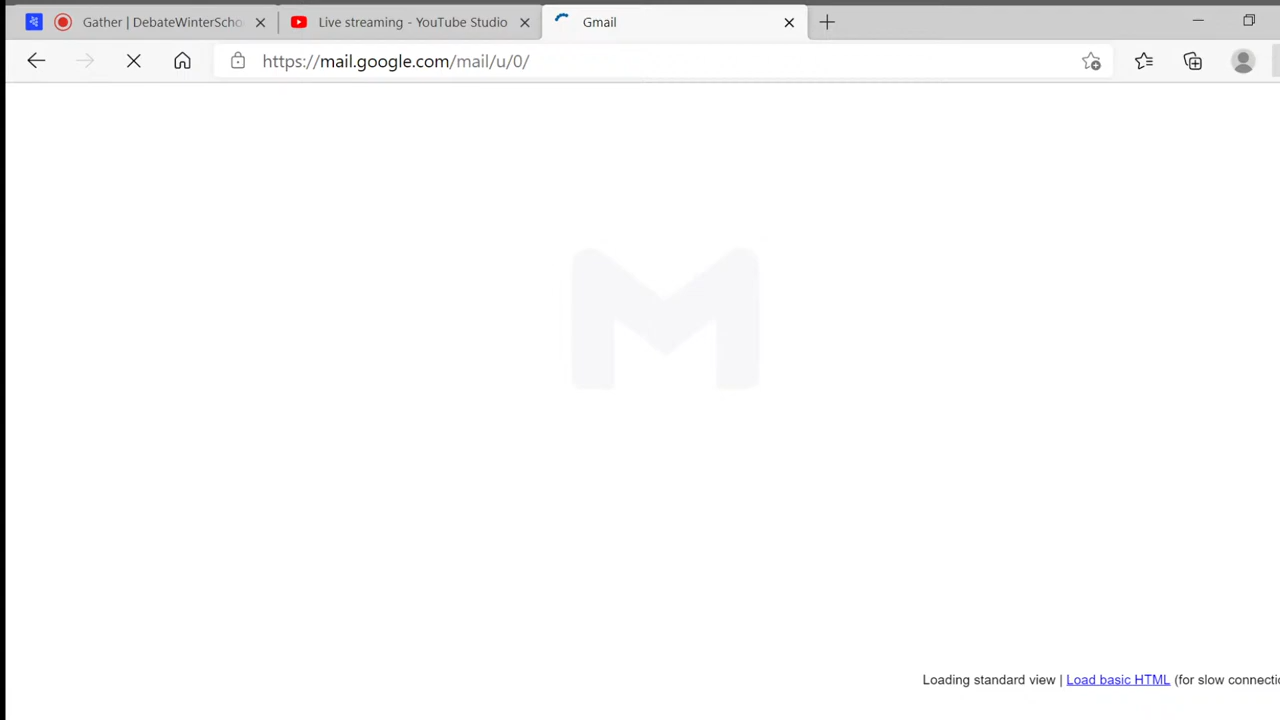 Gather | DebateWinterScho
Live streaming - YouTube Studio
Gmail
https://mail.google.com/mail/u/0/
Loading standard view | Load basic HTML (for slow connectio